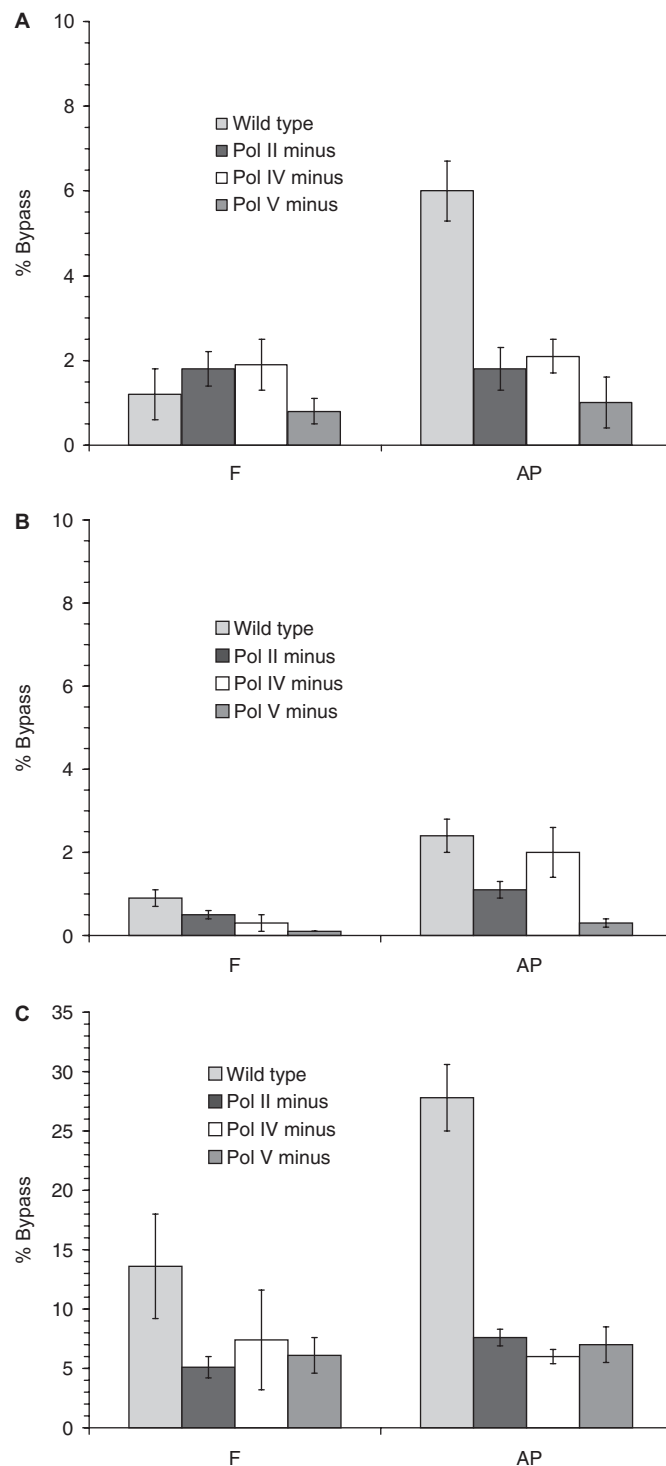 A
10
8
6
4
2
0
% Bypass
Wild type
Pol II minus
Pol IV minus
Pol V minus
F
AP
B
10
8
6
4
2
0
% Bypass
Wild type
Pol II minus
Pol IV minus
Pol V minus
F
AP
C
35
30
25
20
15
10
5
0
% Bypass
Wild type
Pol II minus
Pol IV minus
Pol V minus
F
AP